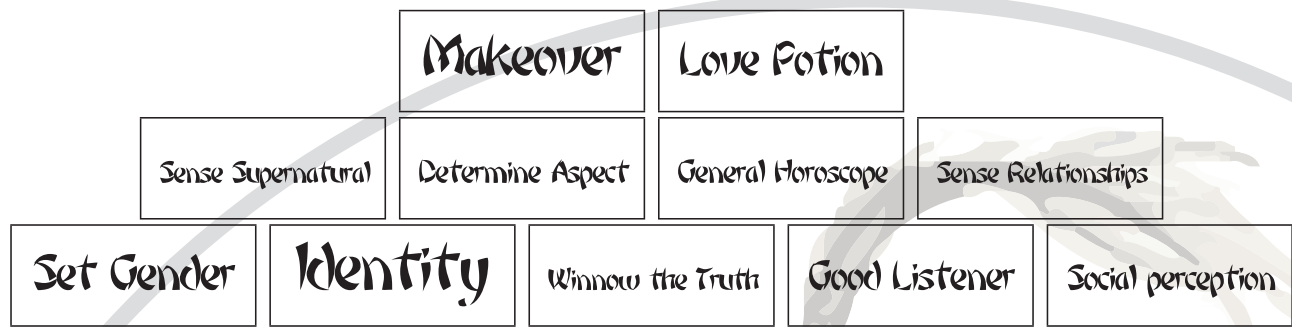 Makeover
Love Potion
Sense Supernatural
Determine Aspect
General Horoscope
Sense Relationships
Set Gender
Identity
Winnow the Truth
Good Listener
Social perception